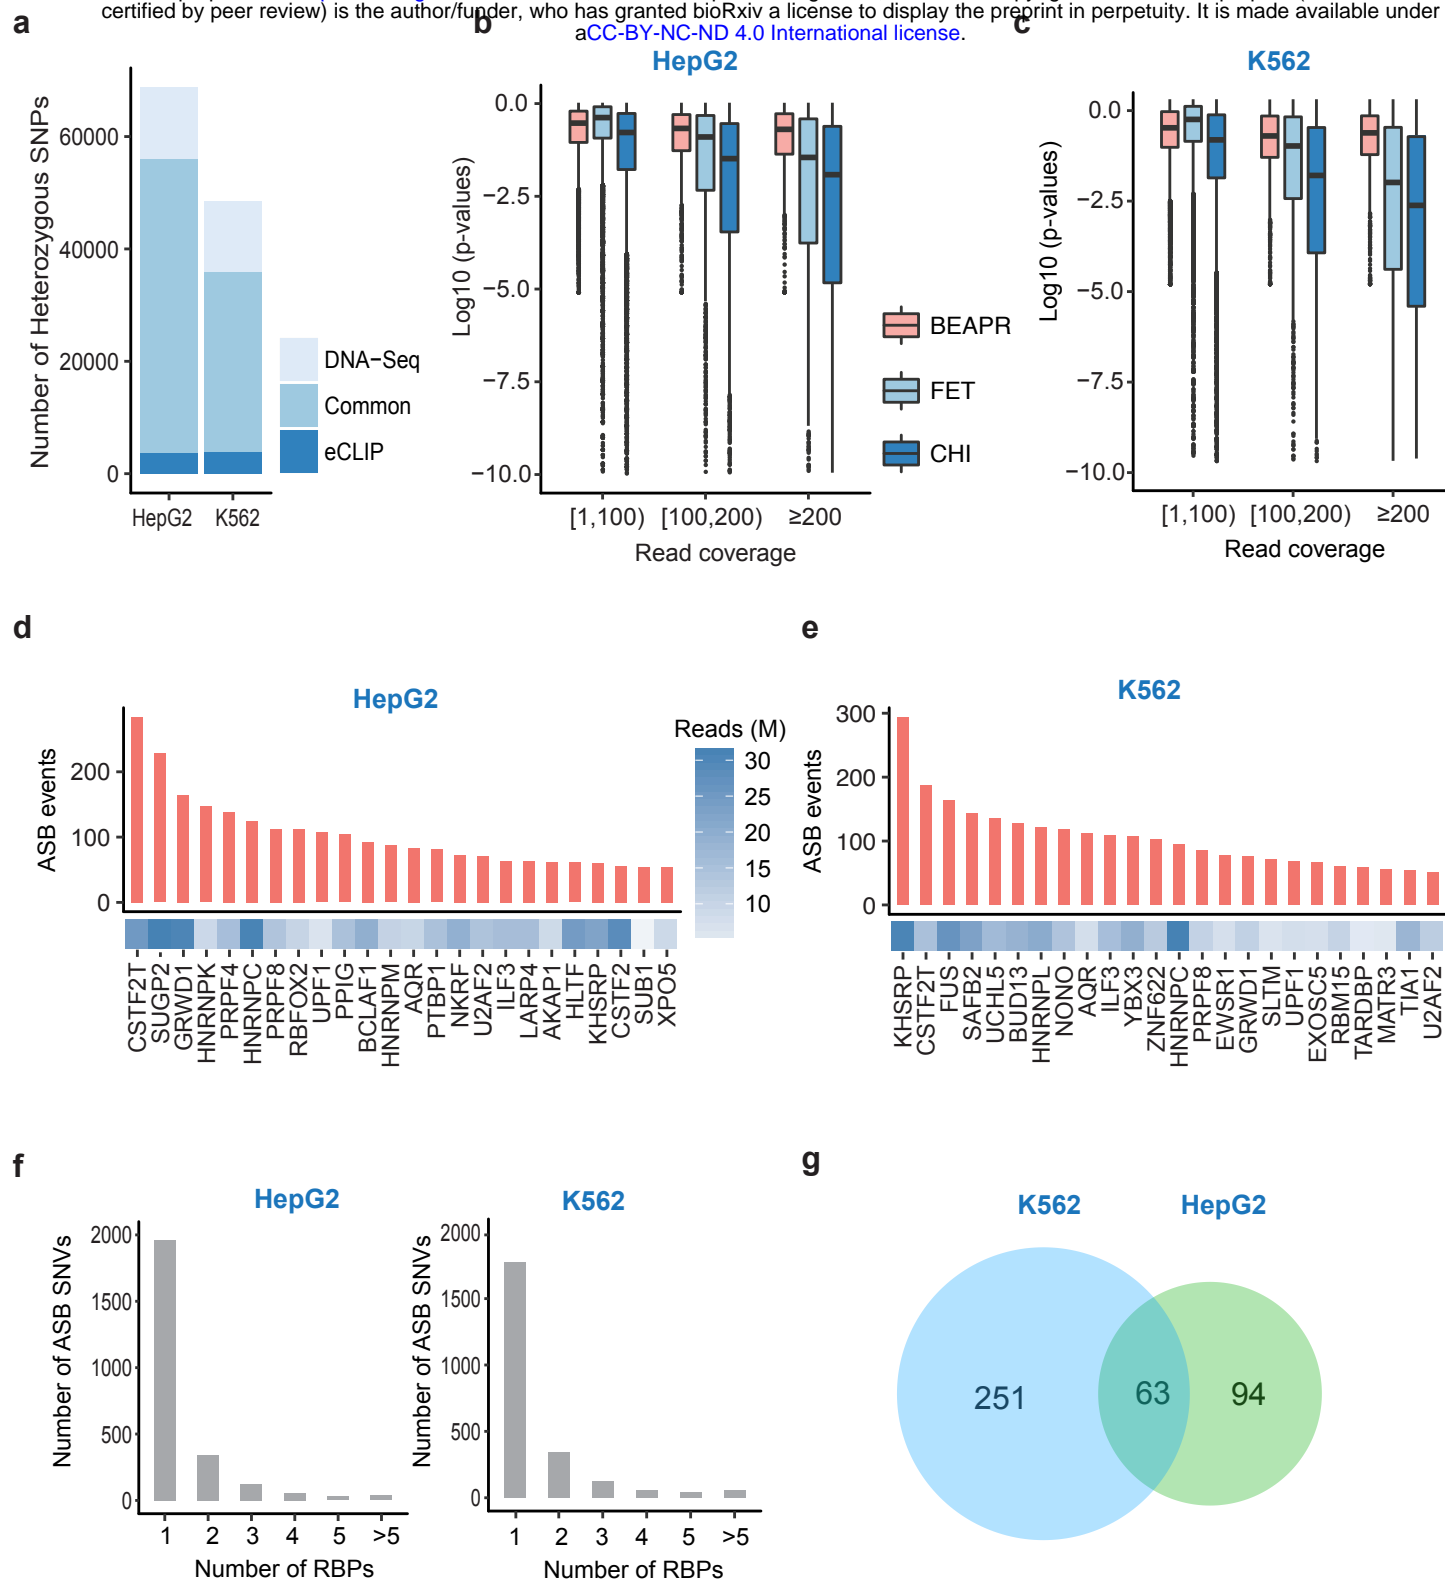 certified by peer review) is the author/funder, who has granted bioRxiv a license to display the preprint in perpetuity. It is made available under
aCC-BY-NC-ND 4.0 International license.
a
Number of Heterozygous SNPs
60000
40000
20000
0
HepG2
K562
DNA−Seq
Common
eCLIP
b
HepG2
Log10 (p-values)
0.0
−2.5
−5.0
−7.5
−10.0
[1,100)
[100,200)
≥200
Read coverage
BEAPR
FET
CHI
c
K562
Log10 (p-values)
0.0
−2.5
−5.0
−7.5
−10.0
[1,100)
[100,200)
≥200
Read coverage
d
HepG2
ASB events
200
100
0
CSTF2T
SUGP2
GRWD1
HNRNPK
PRPF4
HNRNPC
PRPF8
RBFOX2
UPF1
PPIG
BCLAF1
HNRNPM
AQR
PTBP1
NKRF
U2AF2
ILF3
LARP4
AKAP1
HLTF
KHSRP
CSTF2
SUB1
XPO5
Reads (M)
30
25
20
15
10
e
K562
ASB events
300
200
100
0
KHSRP
CSTF2T
FUS
SAFB2
UCHL5
BUD13
HNRNPL
NONO
AQR
ILF3
YBX3
ZNF622
HNRNPC
PRPF8
EWSR1
GRWD1
SLTM
UPF1
EXOSC5
RBM15
TARDBP
MATR3
TIA1
U2AF2
f
HepG2
Number of ASB SNVs
2000
1500
1000
500
0
1
2
3
4
5
>5
Number of RBPs
K562
Number of ASB SNVs
2000
1500
1000
500
0
1
2
3
4
5
>5
Number of RBPs
g
K562
HepG2
251
63
94